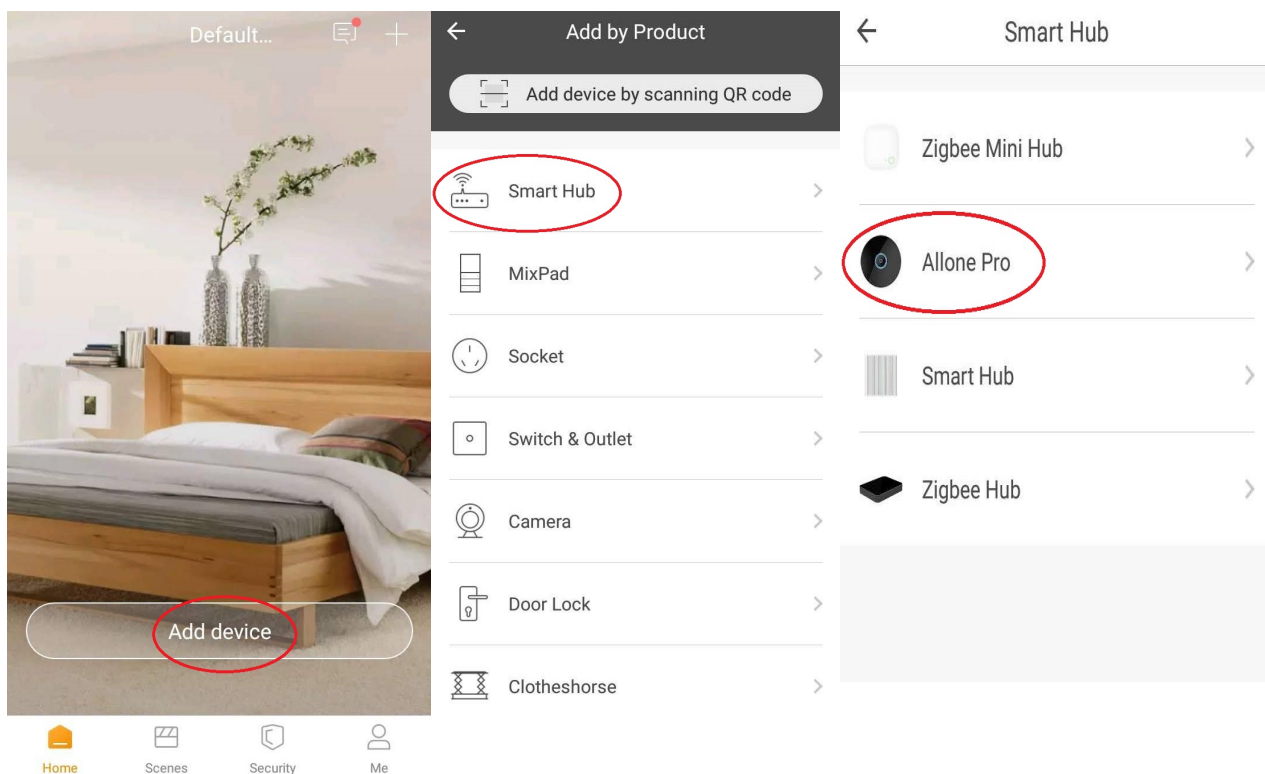 Default...
Add device
Home
Scenes
Security
Me
Add by Product
Add device by scanning QR code
Smart Hub
MixPad
Socket
Switch & Outlet
Camera
Door Lock
Clotheshorse
Smart Hub
Zigbee Mini Hub
Allone Pro
Smart Hub
Zigbee Hub